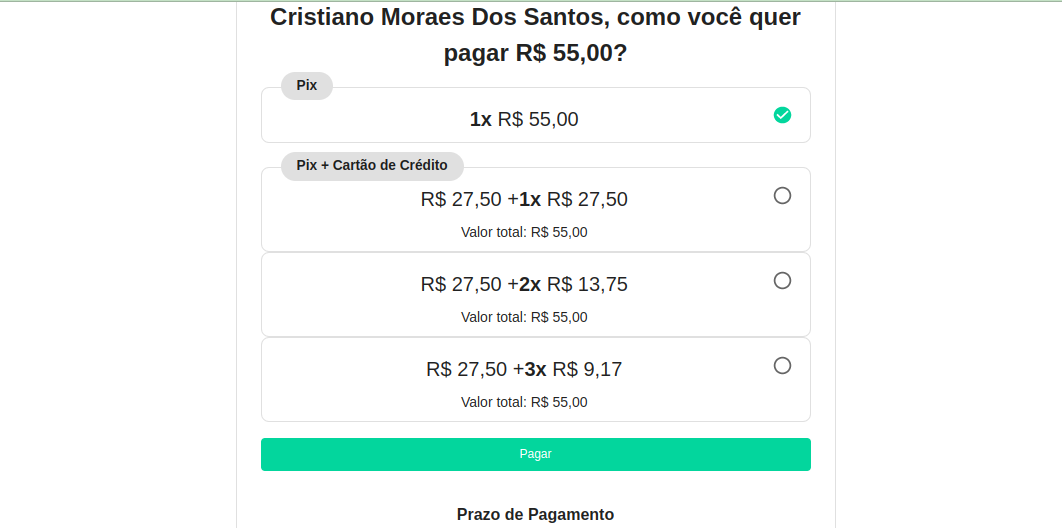 Cristiano Moraes Dos Santos, como você quer
pagar R$ 55,00?
Pix
1x R$ 55,00
Pix + Cartão de Crédito
R$ 27,50 +1x R$ 27,50
Valor total: R$ 55,00
R$ 27,50 +2x R$ 13,75
Valor total: R$ 55,00
R$ 27,50 +3x R$ 9,17
Valor total: R$ 55,00
Pagar
Prazo de Pagamento